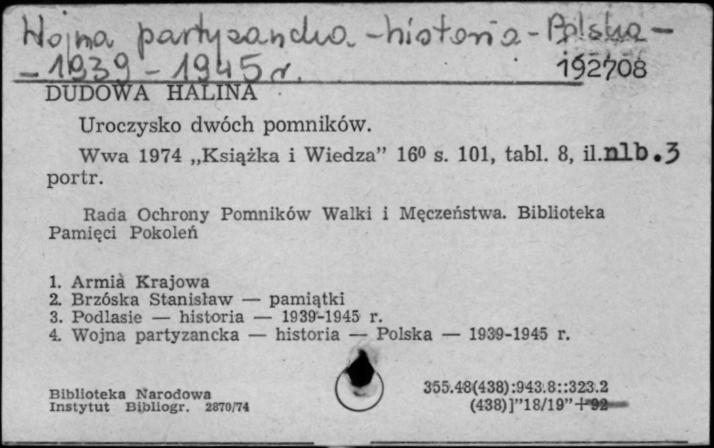 Wojna partyzancka - historia - Polska -
- 1939 - 1945 r.
192708
DUDOWA HALINA
Uroczysko dwóch pomników.
Wwa 1974 „Książka i Wiedza” 16⁰ s. 101, tabl. 8, il.nlb.3
portr.
Rada Ochrony Pomników Walki i Męczeństwa. Biblioteka
Pamięci Pokoleń
1. Armia Krajowa
2. Brzóska Stanisław — pamiątki
3. Podlasie — historia — 1939-1945 r.
4. Wojna partyzancka — historia — Polska — 1939-1945 r.
Biblioteka Narodowa
Instytut Bibliogr. 2870/74
355.48(438):943.8::323.2
(438)]”18/19”+92